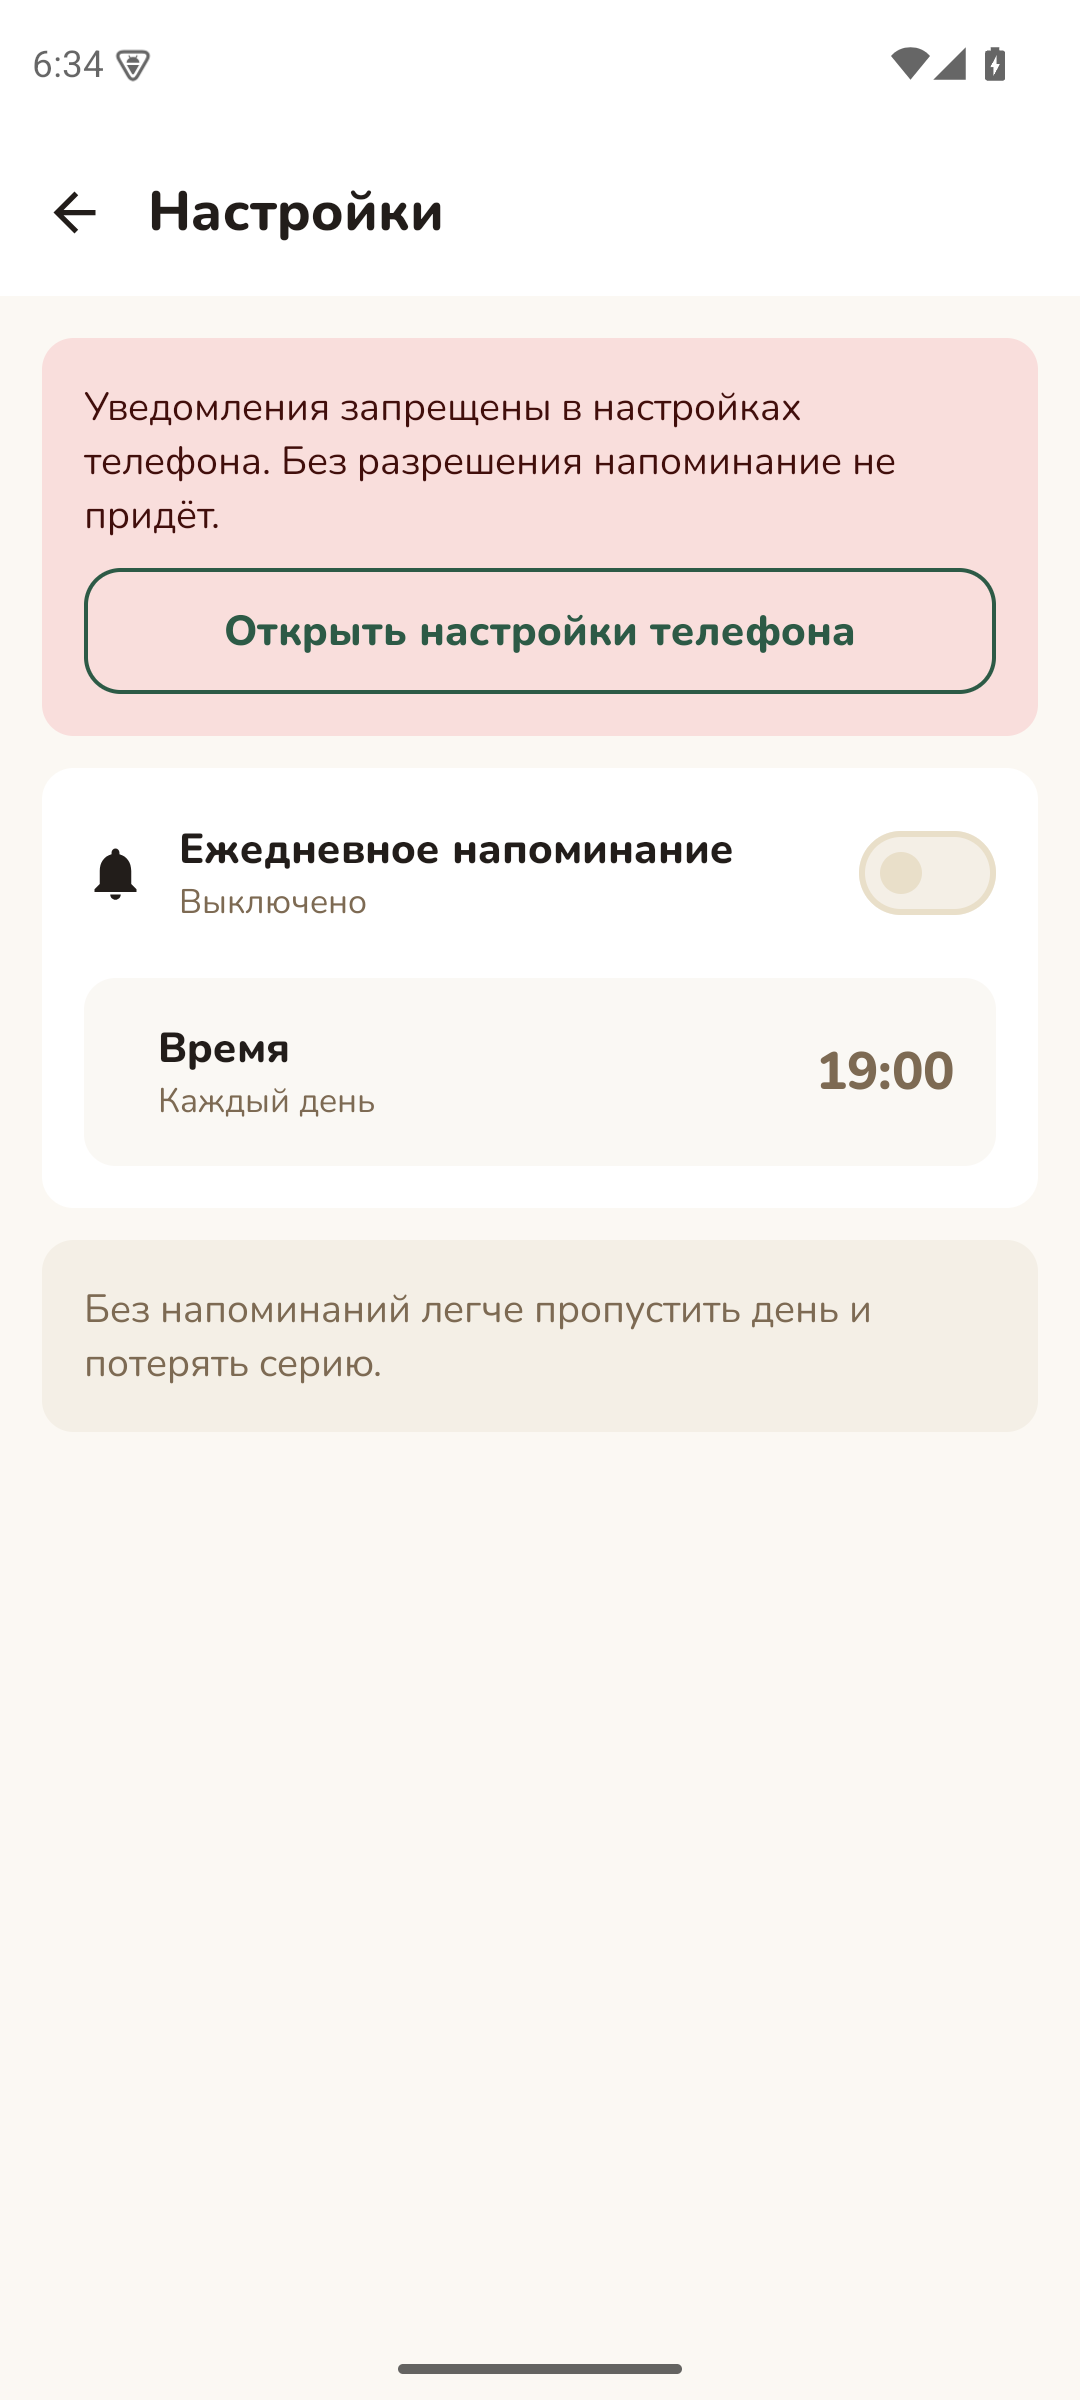 6:34
Настройки
Уведомления запрещены в настройках
телефона. Без разрешения напоминание не
придёт.
Открыть настройки телефона
Ежедневное напоминание
Выключено
Время
Каждый день
19:00
Без напоминаний легче пропустить день и
потерять серию.